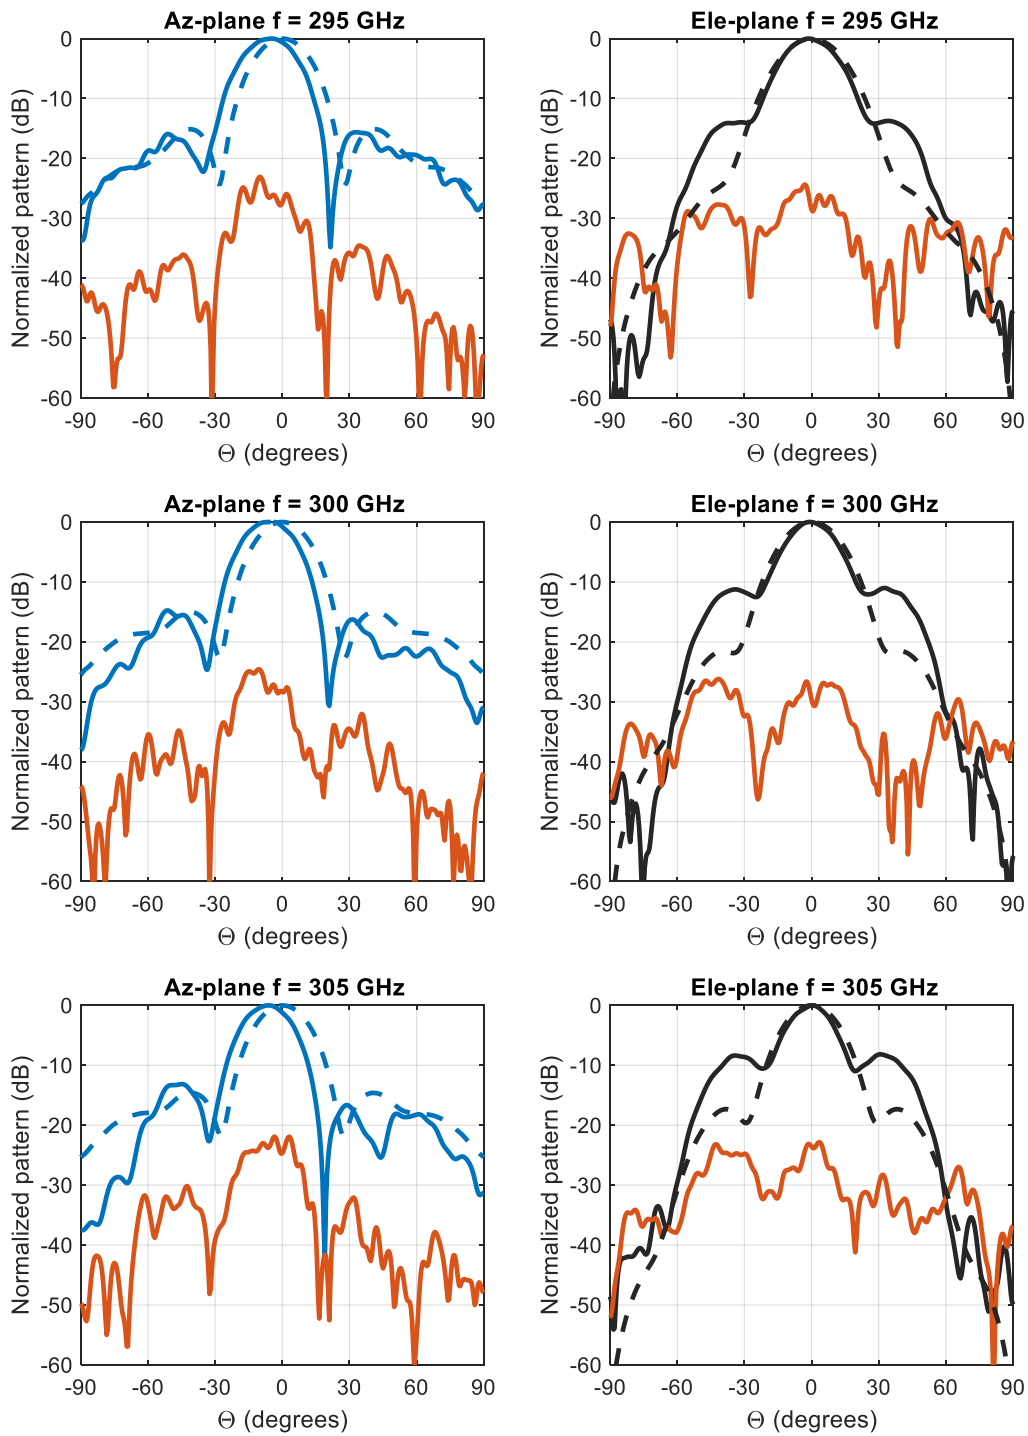 Az-plane f = 295 GHz
Normalized pattern (dB)
0
-10
-20
-30
-40
-50
-60
-90 -60 -30 0 30 60 90
Θ (degrees)
Ele-plane f = 295 GHz
Normalized pattern (dB)
0
-10
-20
-30
-40
-50
-60
-90 -60 -30 0 30 60 90
Θ (degrees)
Az-plane f = 300 GHz
Normalized pattern (dB)
0
-10
-20
-30
-40
-50
-60
-90 -60 -30 0 30 60 90
Θ (degrees)
Ele-plane f = 300 GHz
Normalized pattern (dB)
0
-10
-20
-30
-40
-50
-60
-90 -60 -30 0 30 60 90
Θ (degrees)
Az-plane f = 305 GHz
Normalized pattern (dB)
0
-10
-20
-30
-40
-50
-60
-90 -60 -30 0 30 60 90
Θ (degrees)
Ele-plane f = 305 GHz
Normalized pattern (dB)
0
-10
-20
-30
-40
-50
-60
-90 -60 -30 0 30 60 90
Θ (degrees)